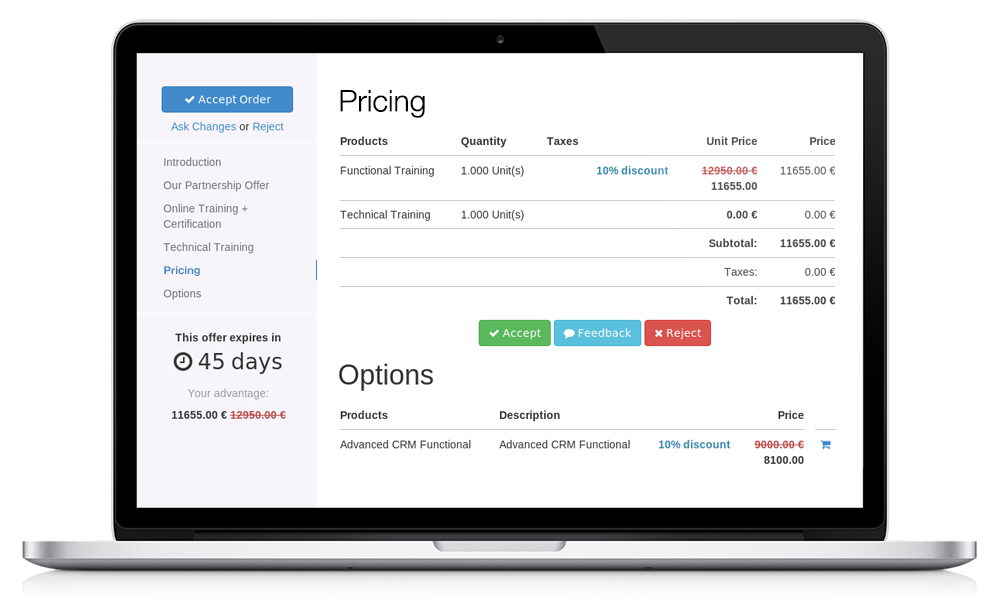 Accept Order
Ask Changes or Reject
Introduction
Our Partnership Offer
Online Training +
Certification
Technical Training
Pricing
Options
This offer expires in
45 days
Your advantage:
11655.00 € 12950.00 €
Pricing
Products Quantity Taxes Unit Price Price
Functional Training 1.000 Unit(s) 10% discount 12950.00 € 11655.00 €
11655.00
Technical Training 1.000 Unit(s) 0.00 € 0.00 €
Subtotal: 11655.00 €
Taxes: 0.00 €
Total: 11655.00 €
Accept Feedback Reject
Options
Products Description Price
Advanced CRM Functional Advanced CRM Functional 10% discount 9000.00 €
8100.00